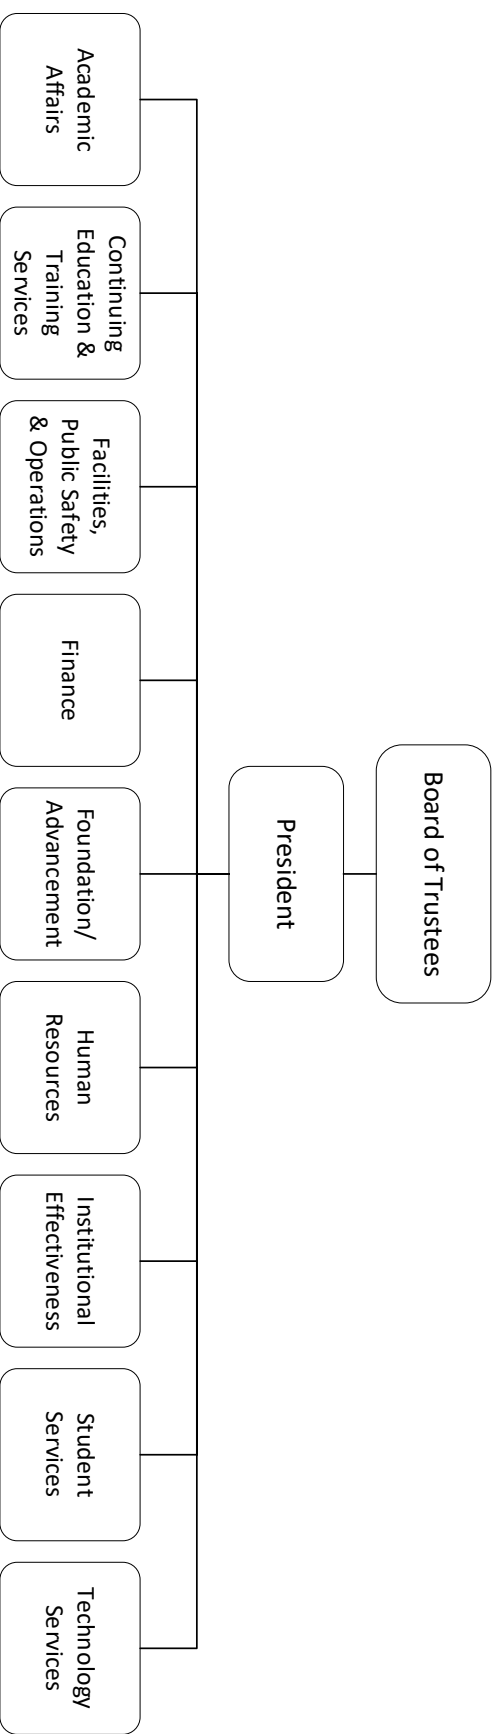 Board of Trustees
President
Academic
Affairs
Continuing
Education &
Training
Services
Facilities,
Public Safety
& Operations
Finance
Foundation/
Advancement
Human
Resources
Institutional
Effectiveness
Student
Services
Technology
Services